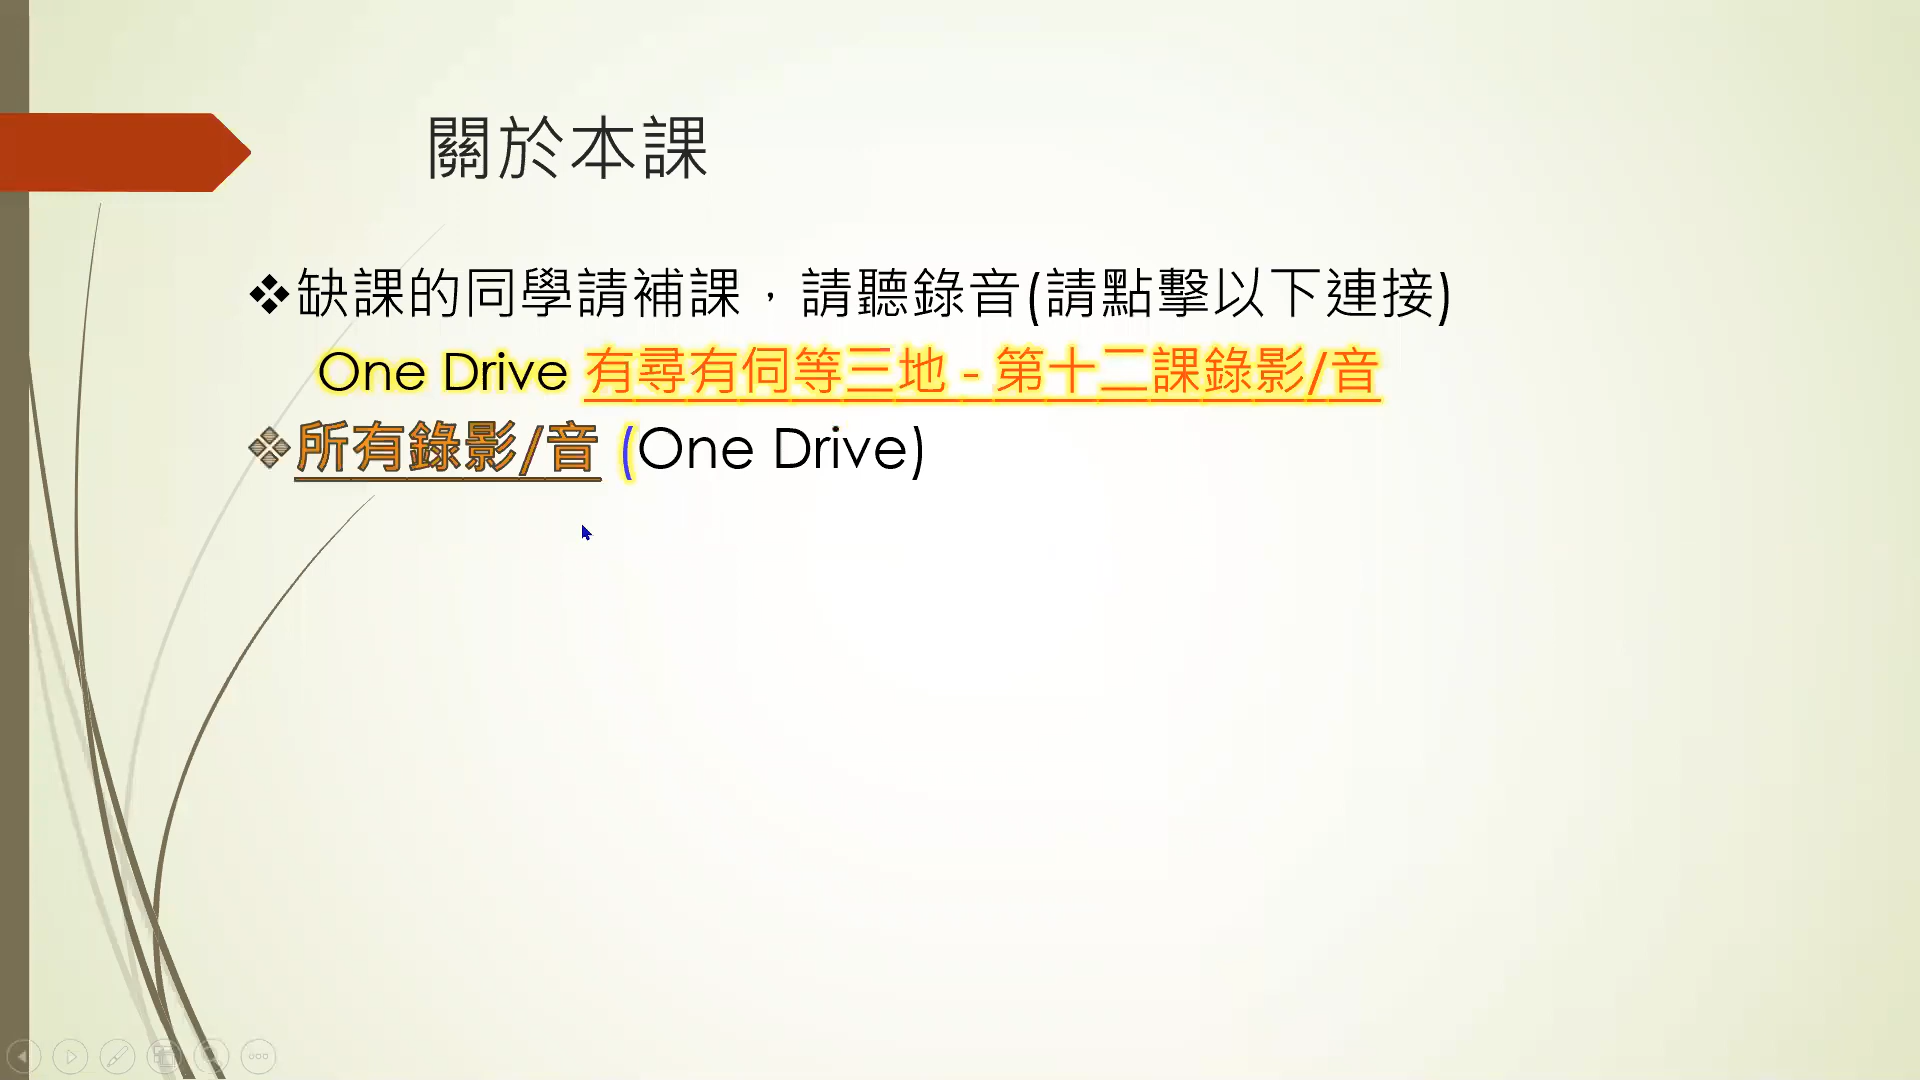 關於本課
❖缺課的同學請補課，請聽錄音(請點擊以下連接)
One Drive 有尋有伺等三地 - 第十二課錄影/音
❖所有錄影/音 (One Drive)